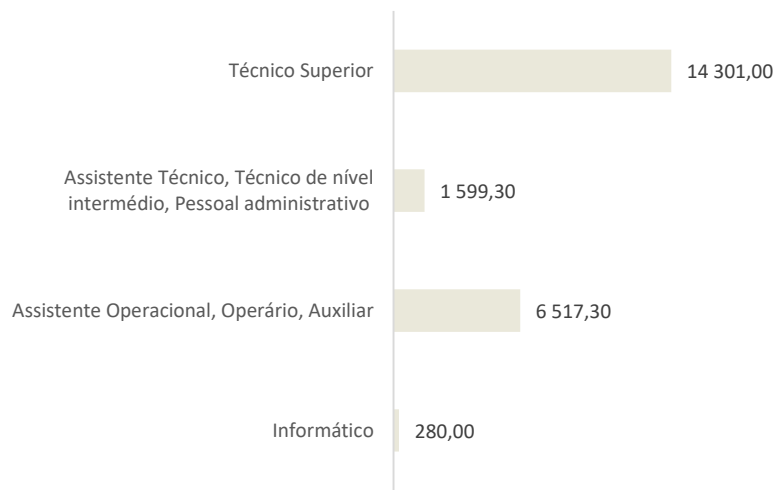 Técnico Superior
14 301,00
Assistente Técnico, Técnico de nível
intermédio, Pessoal administrativo
1 599,30
Assistente Operacional, Operário, Auxiliar
6 517,30
Informático
280,00